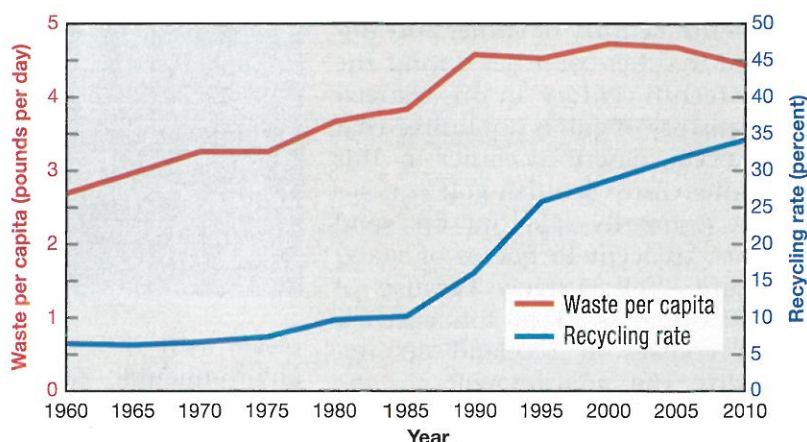 5
4
3
2
1
0
Waste per capita (pounds per day)
50
45
40
35
30
25
20
15
10
5
0
Recycling rate (percent)
Waste per capita
Recycling rate
1960 1965 1970 1975 1980 1985 1990 1995 2000 2005 2010
Year